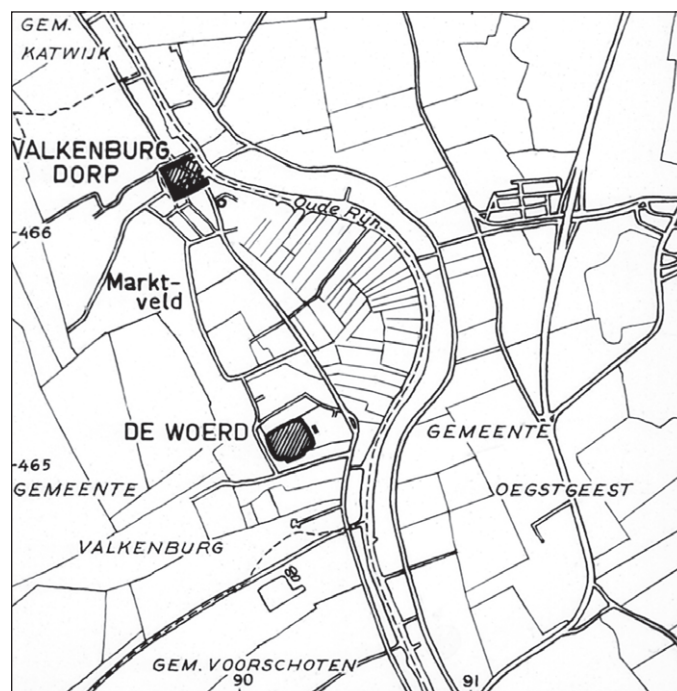 GEM.
KATWIJK
VALKENBURG
DORP
Oude Rijn
466
Markt-
veld
DE WOERD
GEMEENTE
465
GEMEENTE
OEGSTGEEST
VALKENBURG
GEM. VOORSCHOTEN
90
91